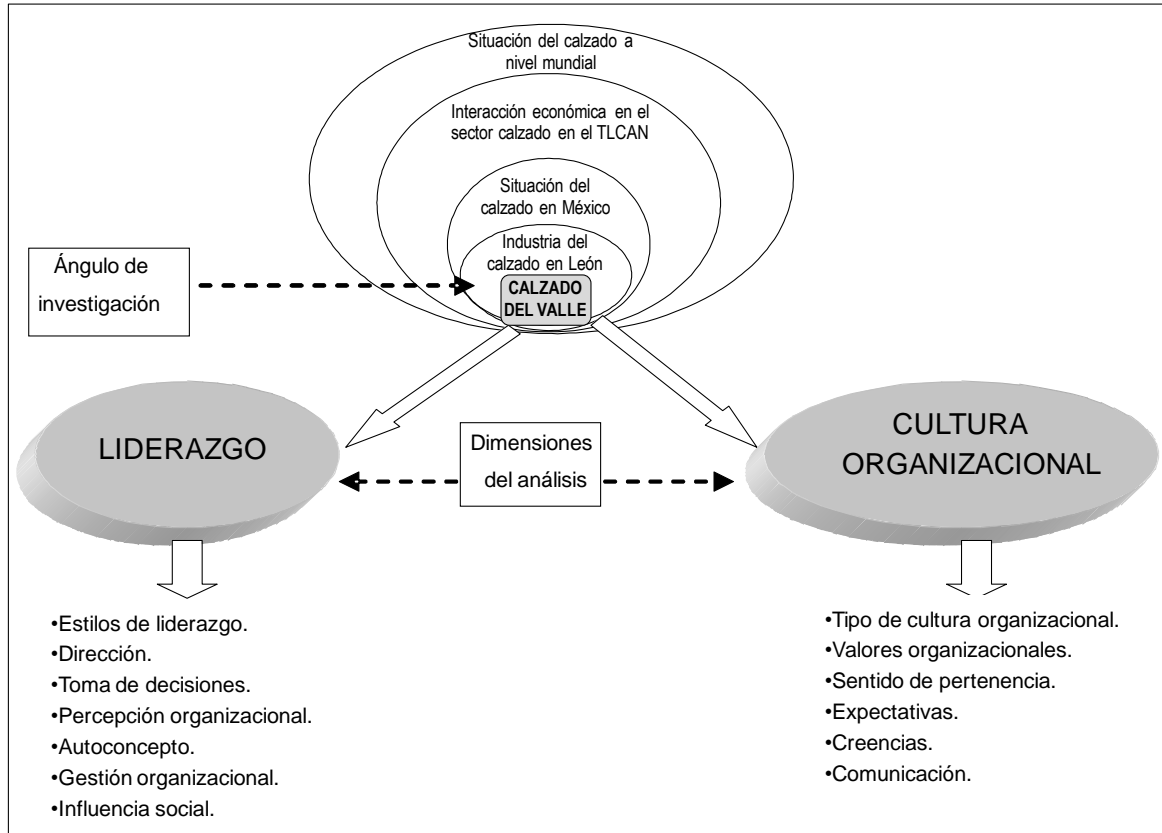 Situación del calzado a
nivel mundial
Interacción económica en el
sector calzado en el TLCAN
Situación del
calzado en México
Industria del
calzado en León
CALZADO
DEL VALLE
Ángulo de
investigación
LIDERAZGO
Dimensiones
del análisis
CULTURA
ORGANIZACIONAL
•Estilos de liderazgo.
•Dirección.
•Toma de decisiones.
•Percepción organizacional.
•Autoconcepto.
•Gestión organizacional.
•Influencia social.
•Tipo de cultura organizacional.
•Valores organizacionales.
•Sentido de pertenencia.
•Expectativas.
•Creencias.
•Comunicación.